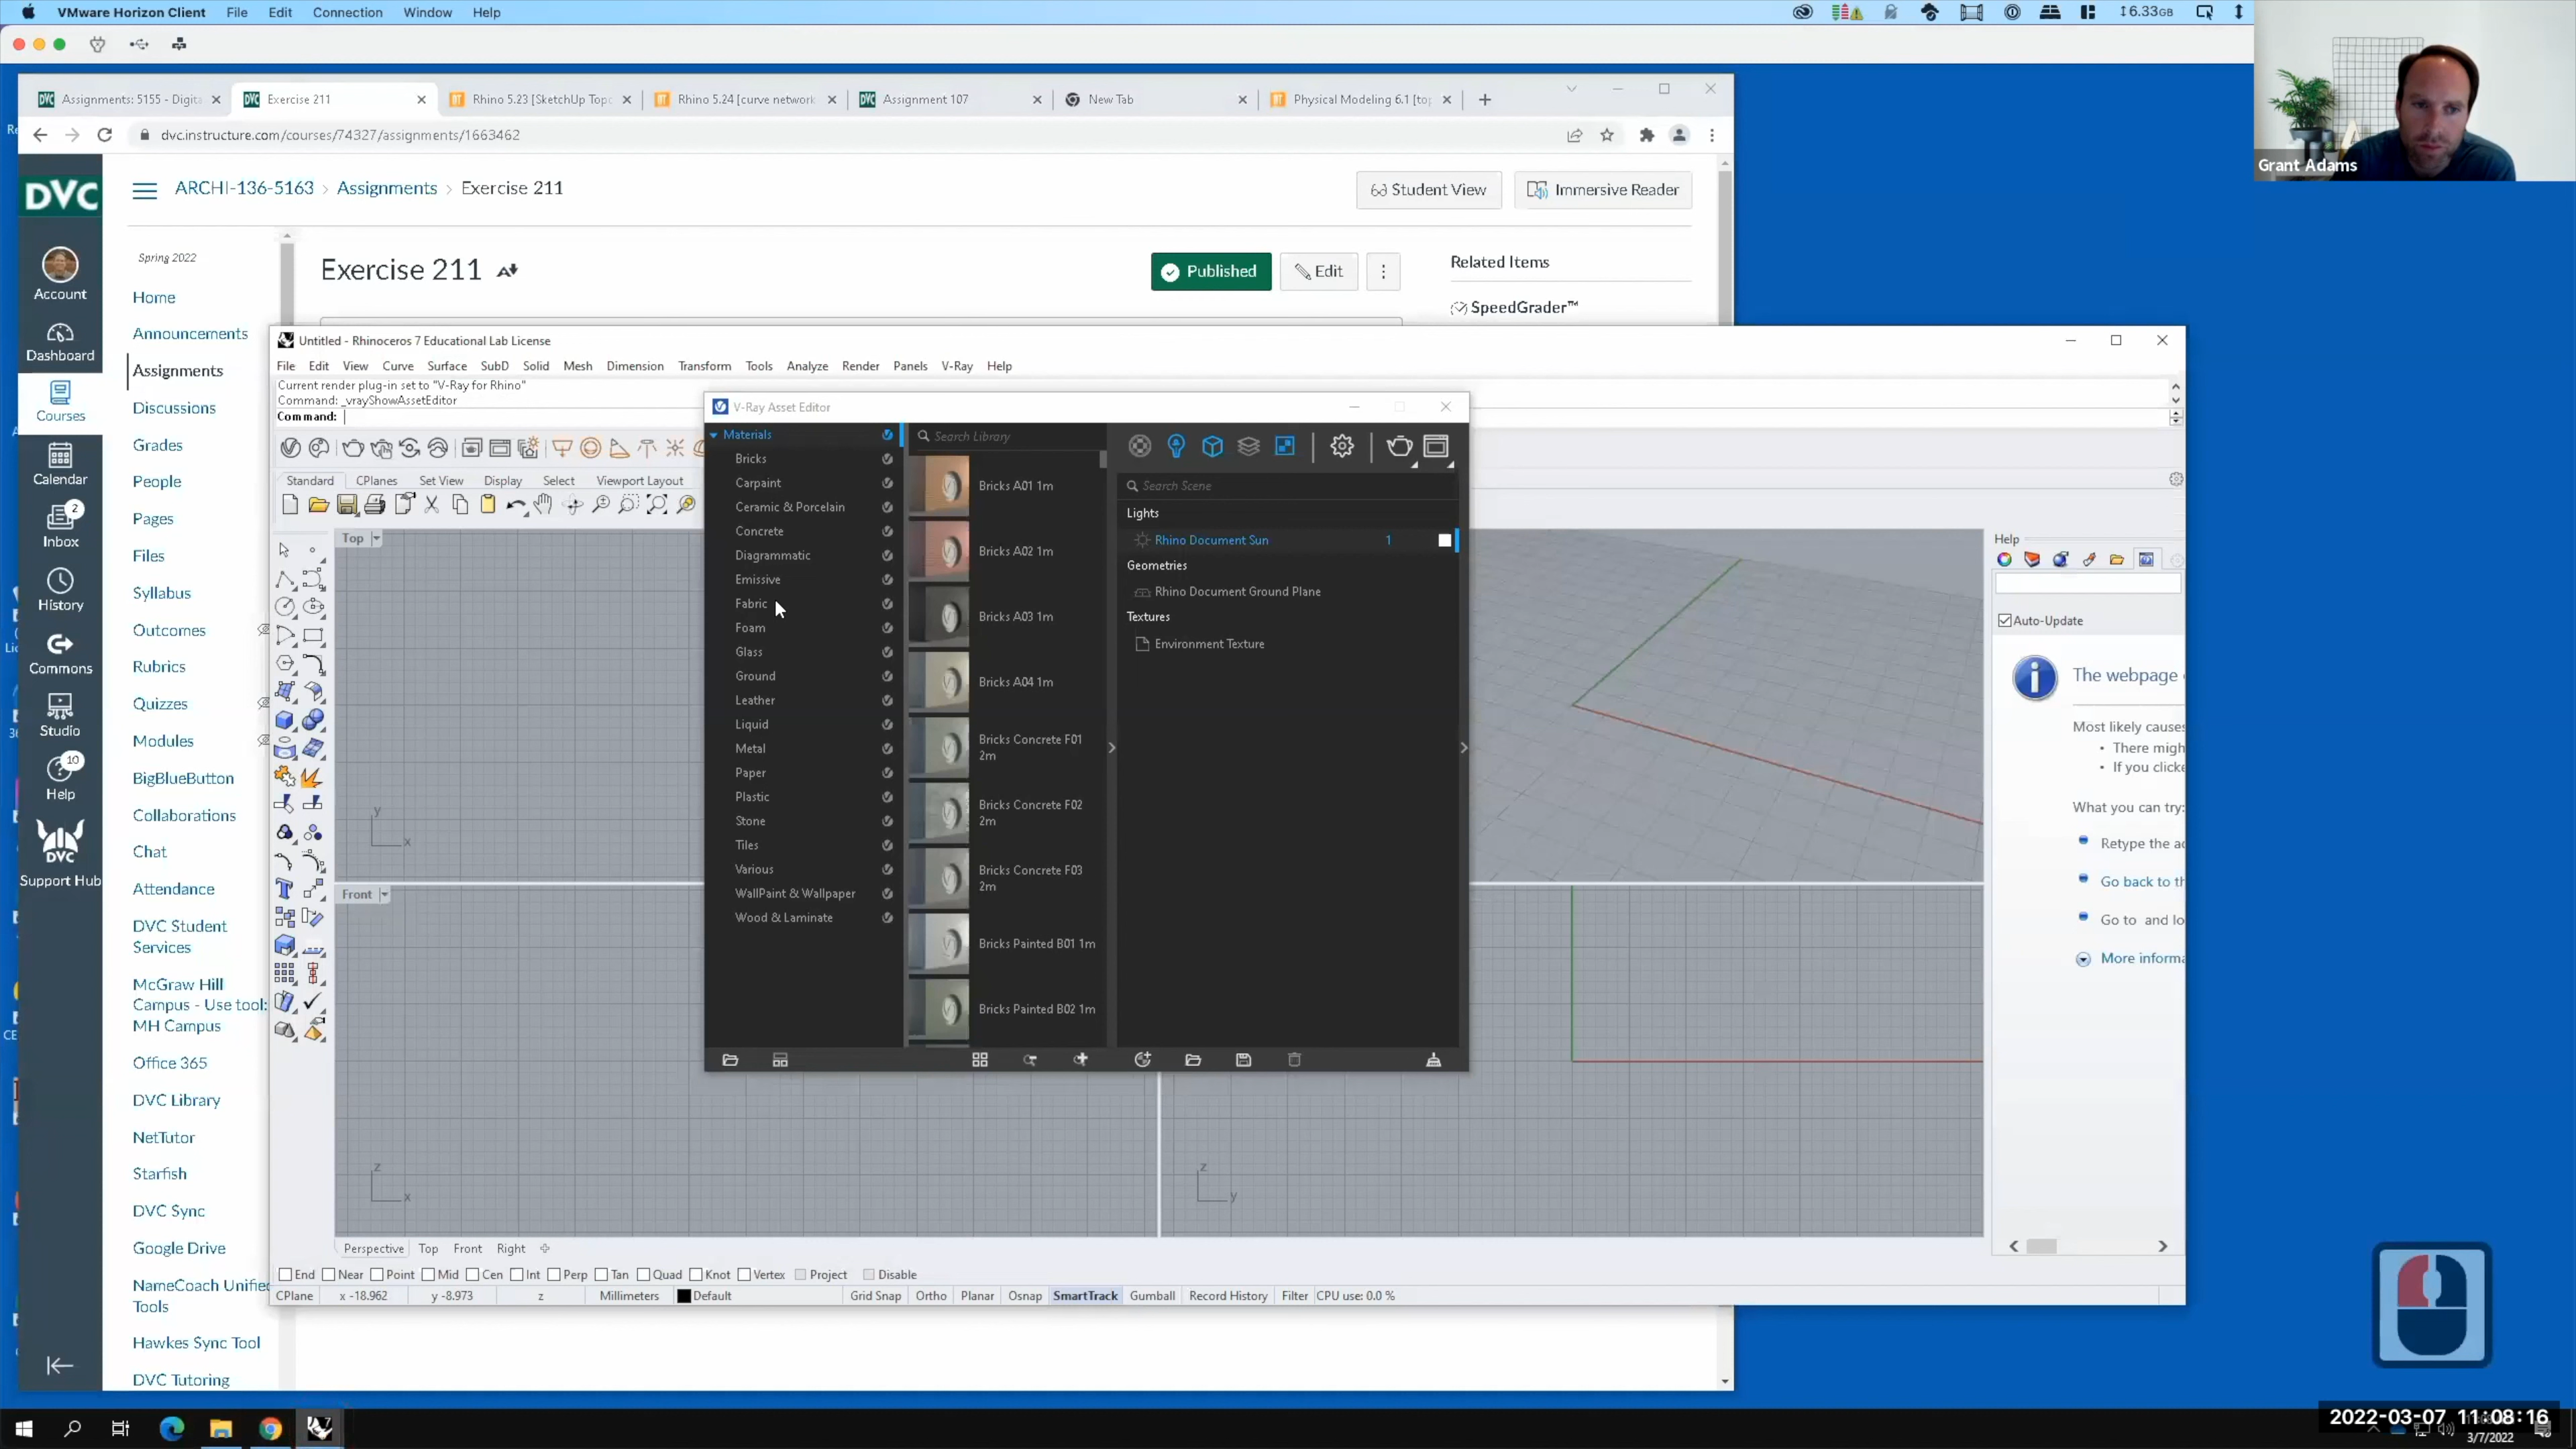 VMware Horizon Client File Edit Connection Window Help
6.33GB
Grant Adams
Assignments: 5155 - Digita
Exercise 211
Rhino 5.23 [SketchUp Topo
Rhino 5.24 [curve network
Assignment 107
New Tab
Physical Modeling 6.1 [top
dvc.instructure.com/courses/74327/assignments/1663462
DVC
ARCHI-136-5163 > Assignments > Exercise 211
Student View
Immersive Reader
Account
Dashboard
Courses
Calendar
2
Inbox
History
Commons
Studio
10
Help
DVC
Support Hub
Spring 2022
Home
Announcements
Assignments
Discussions
Grades
People
Pages
Files
Syllabus
Outcomes
Rubrics
Quizzes
Modules
BigBlueButton
Collaborations
Chat
Attendance
DVC Student
Services
McGraw Hill
Campus - Use tool:
MH Campus
Office 365
DVC Library
NetTutor
Starfish
DVC Sync
Google Drive
NameCoach Unified
Tools
Hawkes Sync Tool
DVC Tutoring
Exercise 211
Published
Edit
Related Items
SpeedGrader™
Untitled - Rhinoceros 7 Educational Lab License
File Edit View Curve Surface SubD Solid Mesh Dimension Transform Tools Analyze Render Panels V-Ray Help
Current render plug-in set to "V-Ray for Rhino"
Command: _vrayShowAssetEditor
Command:
Standard CPlanes Set View Display Select Viewport Layout
Top
y
x
Front
z
x
z
y
V-Ray Asset Editor
Materials
Bricks
Carpaint
Ceramic & Porcelain
Concrete
Diagrammatic
Emissive
Fabric
Foam
Glass
Ground
Leather
Liquid
Metal
Paper
Plastic
Stone
Tiles
Various
WallPaint & Wallpaper
Wood & Laminate
Search Library
Bricks A01 1m
Bricks A02 1m
Bricks A03 1m
Bricks A04 1m
Bricks Concrete F01
2m
Bricks Concrete F02
2m
Bricks Concrete F03
2m
Bricks Painted B01 1m
Bricks Painted B02 1m
Search Scene
Lights
Rhino Document Sun 1
Geometries
Rhino Document Ground Plane
Textures
Environment Texture
Help
Auto-Update
The webpage
Most likely causes
There migh
If you clicke
What you can try:
Retype the ad
Go back to th
Go to and lo
More informa
Perspective Top Front Right
End Near Point Mid Cen Int Perp Tan Quad Knot Vertex Project Disable
CPlane x -18.962 y -8.973 z Millimeters Default Grid Snap Ortho Planar Osnap SmartTrack Gumball Record History Filter CPU use: 0.0 %
2022-03-07 11:08:16
3/7/2022